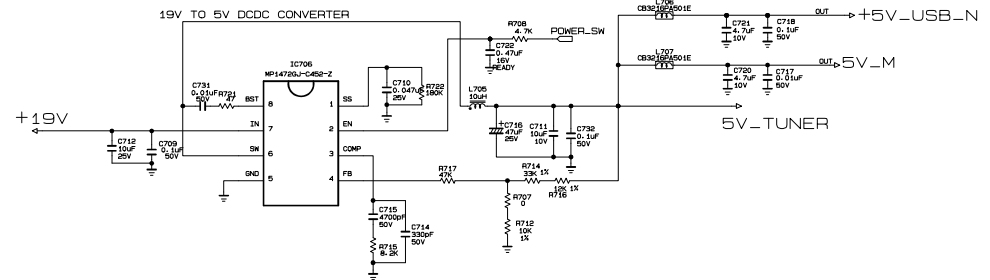 19V TO 5V DCDC CONVERTER
L706
CB3216PA501E
OUT
+5V_USB_N
C721
4.7uF
10V
C718
0.1uF
50V
R708
4.7K
POWER_SW
C722
0.47uF
16V
READY
L707
CB3216PA501E
OUT
5V_M
C720
4.7uF
10V
C717
0.01uF
50V
IC706
MP1472GJ-C452-Z
C731
0.01uF
50V
R721
47
BST
8
1
SS
C710
0.047uF
25V
R722
180K
L705
10uH
+19V
IN
7
2
EN
5V_TUNER
C712
10uF
25V
C709
0.1uF
50V
SW
6
3
COMP
C716
47uF
25V
C711
10uF
10V
C732
0.1uF
50V
GND
5
4
FB
R717
47K
R714
33K 1%
12K 1%
R716
R707
0
R712
10K
1%
C715
4700pF
50V
C714
330pF
50V
R715
8.2K